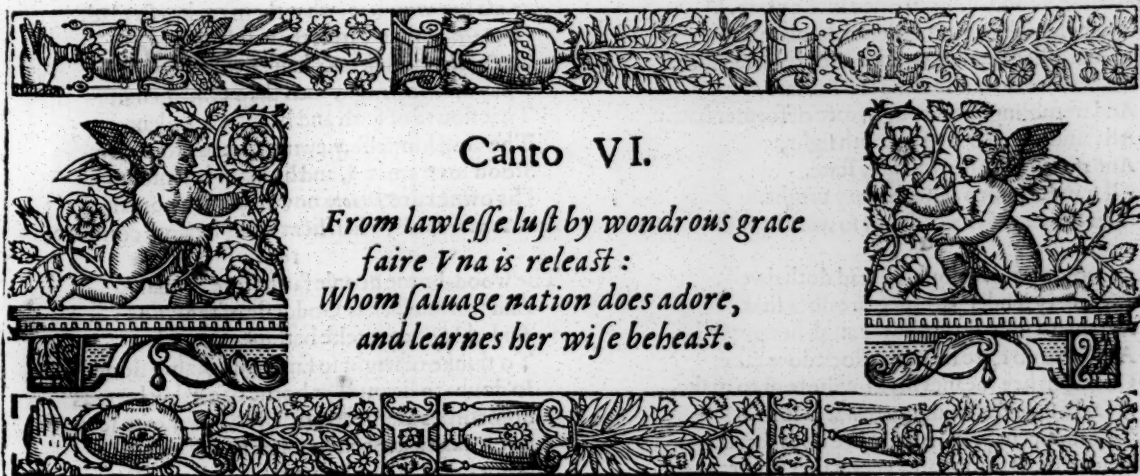 Canto VI.
From lawleſſe luſt by wondrous grace
faire Vna is releaſt :
Whom ſaluage nation does adore,
and learnes her wiſe beheaſt.